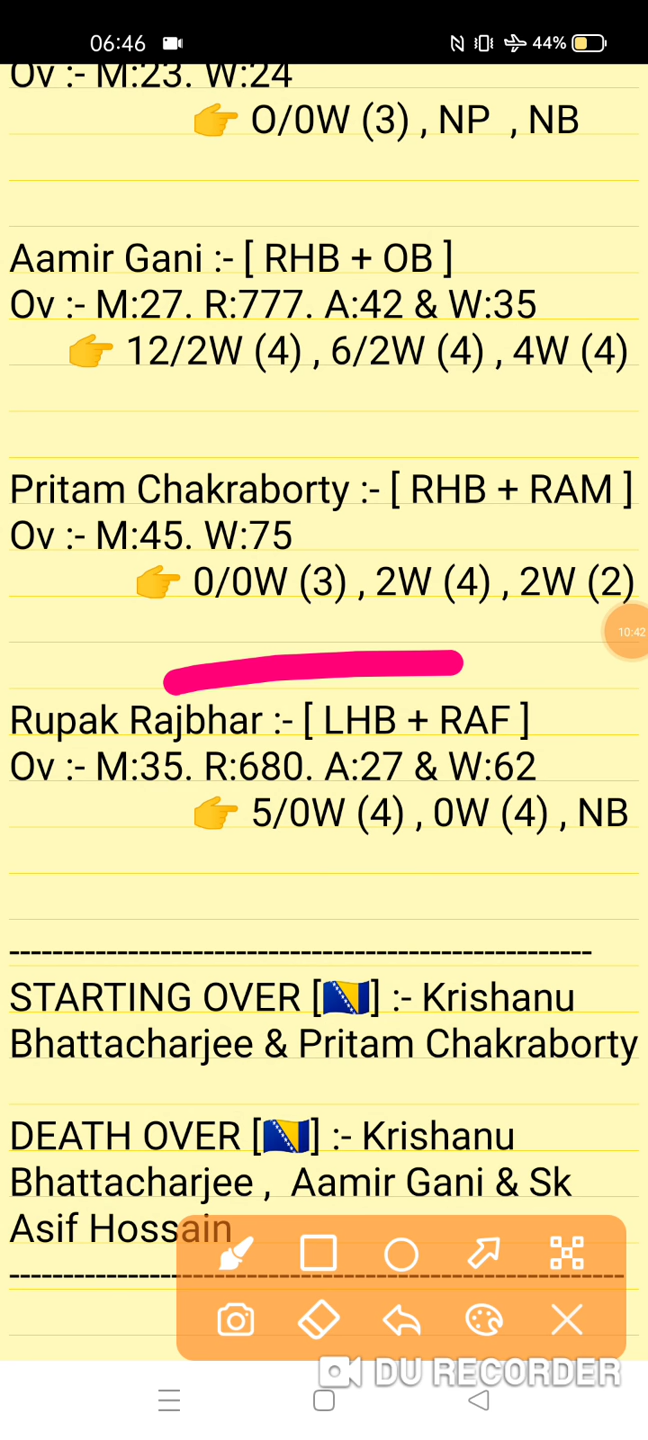 06:46 44%
Ov :- M:23. W:24
👉 O/0W (3) , NP , NB
Aamir Gani :- [ RHB + OB ]
Ov :- M:27. R:777. A:42 & W:35
👉 12/2W (4) , 6/2W (4) , 4W (4)
Pritam Chakraborty :- [ RHB + RAM ]
Ov :- M:45. W:75
👉 0/0W (3) , 2W (4) , 2W (2)
10:42
Rupak Rajbhar :- [ LHB + RAF ]
Ov :- M:35. R:680. A:27 & W:62
👉 5/0W (4) , 0W (4) , NB
-------------------------------------------------------
STARTING OVER [🇧🇦] :- Krishanu
Bhattacharjee & Pritam Chakraborty
DEATH OVER [🇧🇦] :- Krishanu
Bhattacharjee , Aamir Gani & Sk
Asif Hossain
----------------------------------------------------------
DU RECORDER